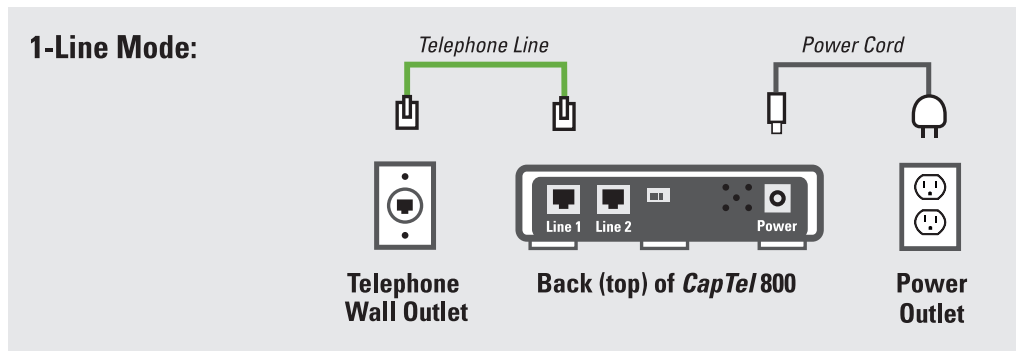 1-Line Mode:
Telephone Line
Power Cord
Line 1
Line 2
Power
Telephone
Wall Outlet
Back (top) of CapTel 800
Power
Outlet